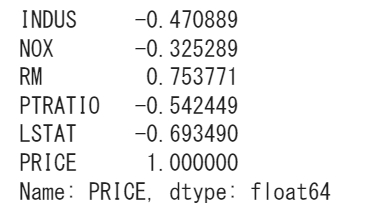 INDUS -0.470889
NOX -0.325289
RM 0.753771
PTRATIO -0.542449
LSTAT -0.693490
PRICE 1.000000
Name: PRICE, dtype: float64